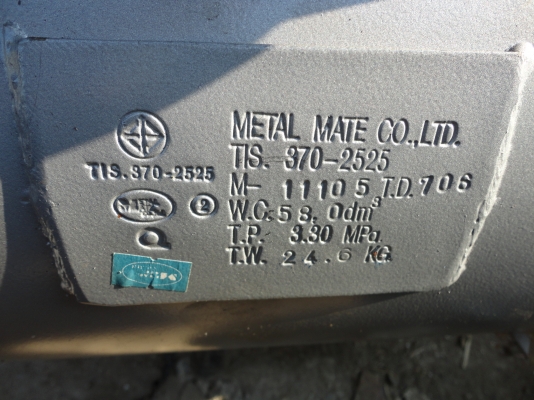 TIS. 370-2525
2
METAL MATE CO.,LTD.
TIS. 370-2525
M- 11105 T.D. 706
W.C. 58.0dm³
T.P. 3.30 MPa.
T.W. 24.6 KG.